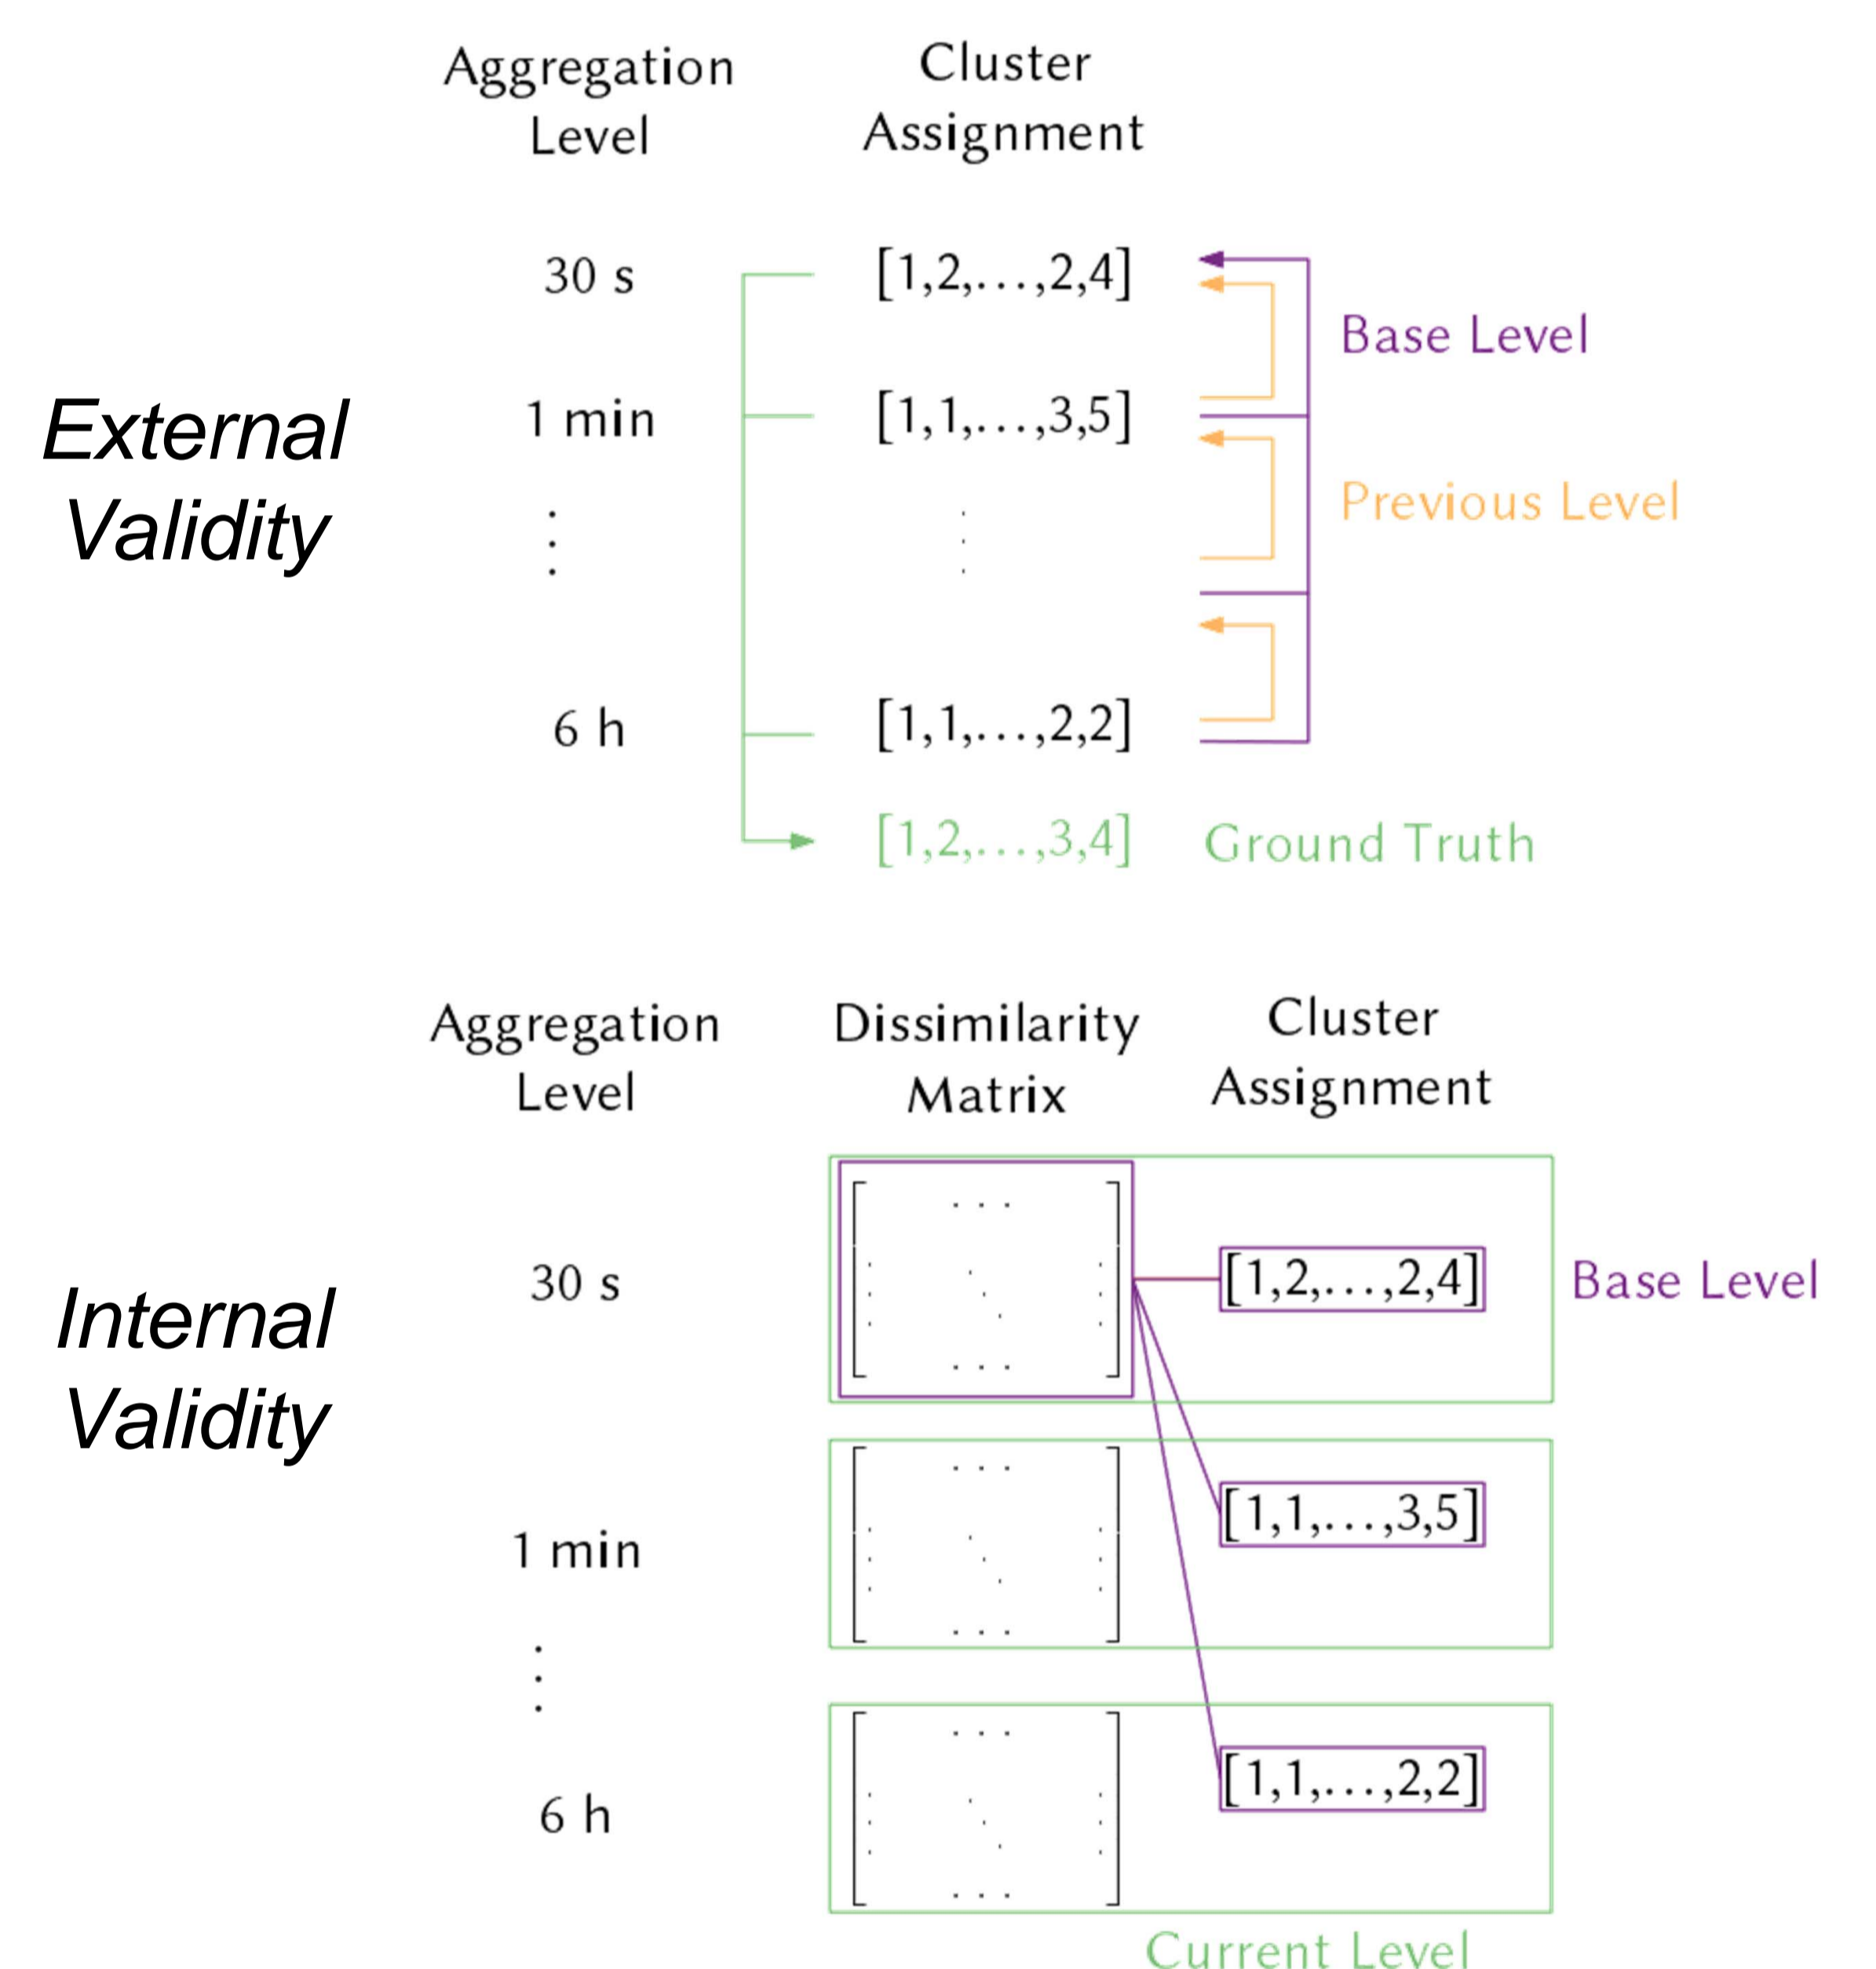 Aggregation
Level
Cluster
Assignment
External
Validity
30 s
[1,2,...,2,4]
1 min
[1,1,...,3,5]
6 h
[1,1,...,2,2]
[1,2,...,3,4]
Base Level
Previous Level
Ground Truth
Aggregation
Level
Dissimilarity
Matrix
Cluster
Assignment
Internal
Validity
30 s
[1,2,...,2,4]
Base Level
1 min
[1,1,...,3,5]
6 h
[1,1,...,2,2]
Current Level